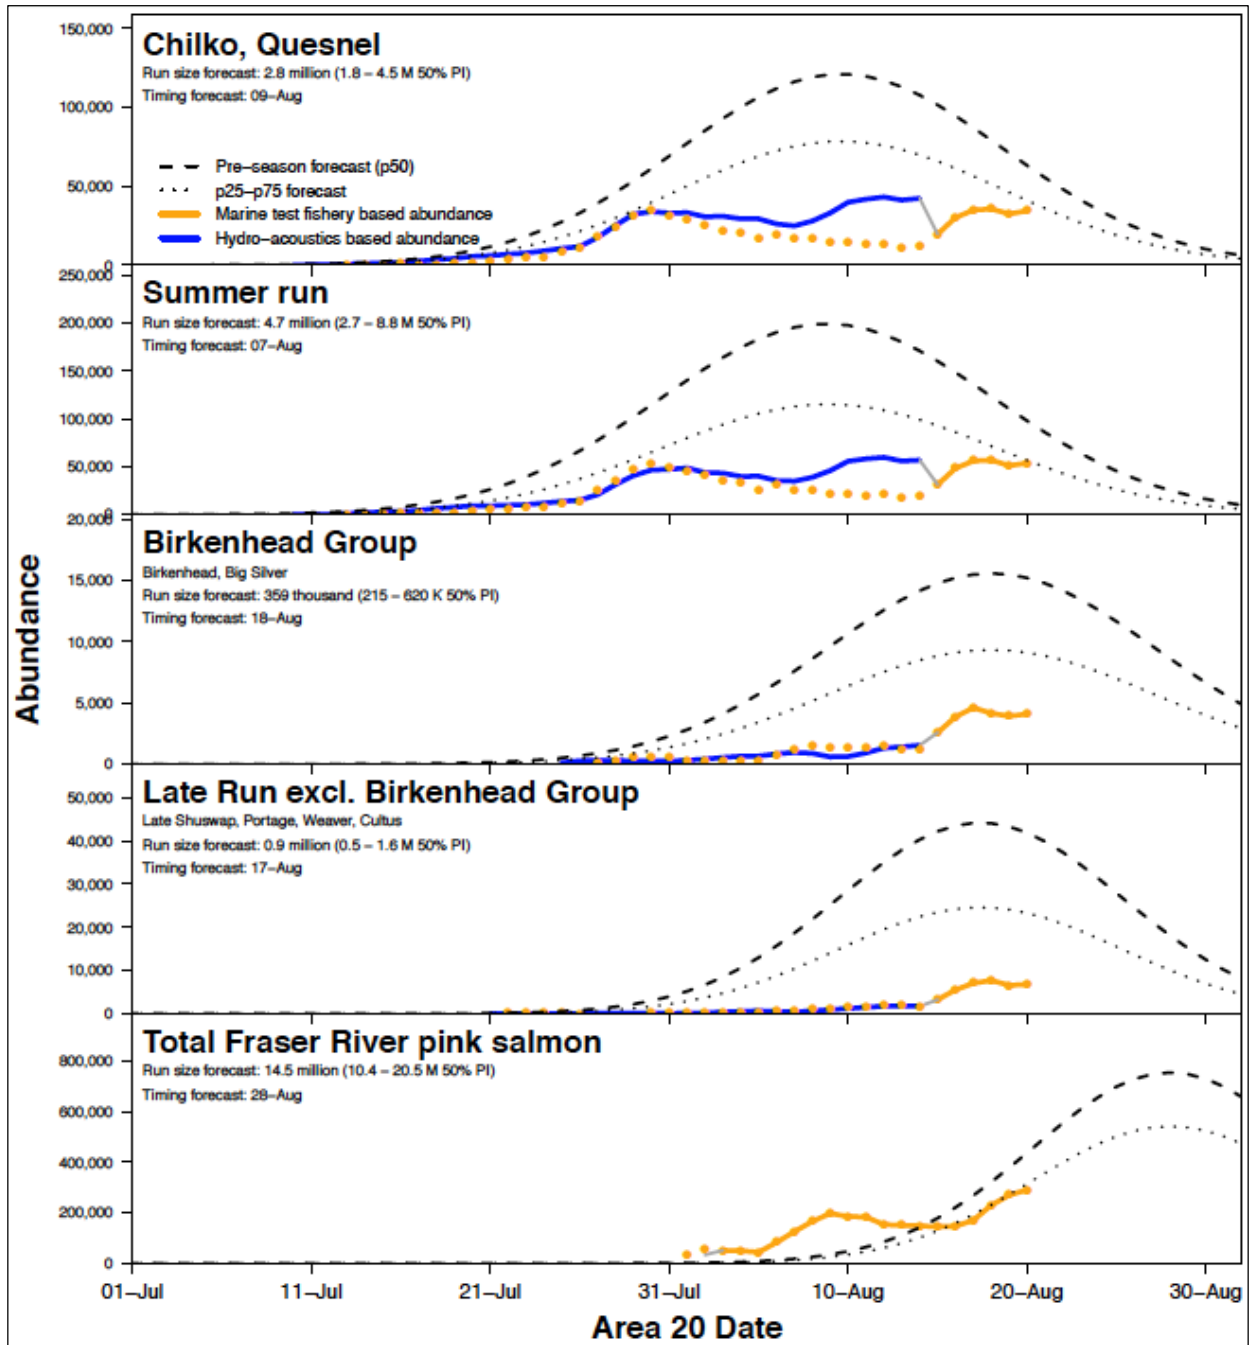 150,000
100,000
50,000
0
Chilko, Quesnel
Run size forecast: 2.8 million (1.8 – 4.5 M 50% PI)
Timing forecast: 09–Aug
Pre–season forecast (p50)
p25–p75 forecast
Marine test fishery based abundance
Hydro–acoustics based abundance
250,000
200,000
150,000
100,000
50,000
0
Summer run
Run size forecast: 4.7 million (2.7 – 8.8 M 50% PI)
Timing forecast: 07–Aug
20,000
15,000
10,000
5,000
0
Birkenhead Group
Birkenhead, Big Silver
Run size forecast: 359 thousand (215 – 620 K 50% PI)
Timing forecast: 18–Aug
50,000
40,000
30,000
20,000
10,000
0
Late Run excl. Birkenhead Group
Late Shuswap, Portage, Weaver, Cultus
Run size forecast: 0.9 million (0.5 – 1.6 M 50% PI)
Timing forecast: 17–Aug
800,000
600,000
400,000
200,000
0
Total Fraser River pink salmon
Run size forecast: 14.5 million (10.4 – 20.5 M 50% PI)
Timing forecast: 28–Aug
Abundance
01–Jul 11–Jul 21–Jul 31–Jul 10–Aug 20–Aug 30–Aug
Area 20 Date